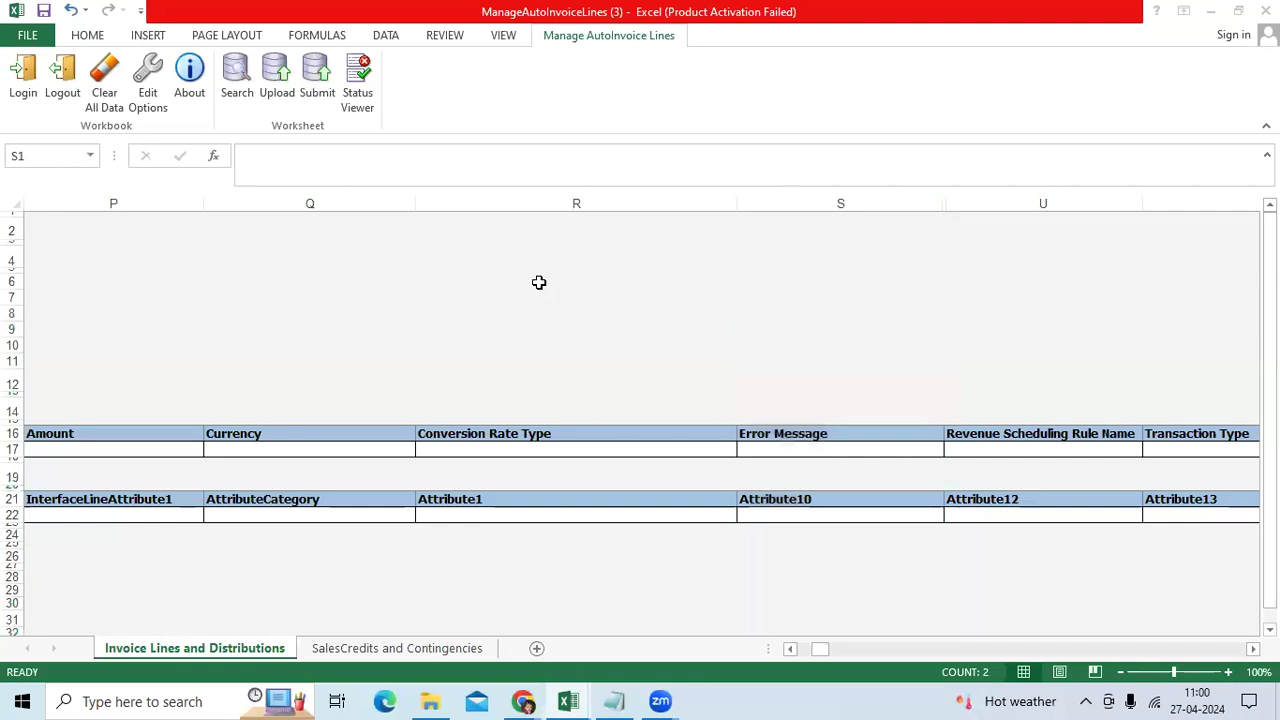 ManageAutoInvoiceLines (3) - Excel (Product Activation Failed)
FILE HOME INSERT PAGE LAYOUT FORMULAS DATA REVIEW VIEW Manage AutoInvoice Lines Sign in
Login Logout Clear All Data Edit Options About Search Upload Submit Status Viewer
Workbook Worksheet
S1 fx
P Q R S U
2
4
6
7
8
9
10
11
12
14
16 Amount Currency Conversion Rate Type Error Message Revenue Scheduling Rule Name Transaction Type
17
19
21 InterfaceLineAttribute1 AttributeCategory Attribute1 Attribute10 Attribute12 Attribute13
22
24
26
27
28
29
30
31
32
Invoice Lines and Distributions SalesCredits and Contingencies
READY COUNT: 2 100%
Type here to search zm Hot weather 11:00
27-04-2024